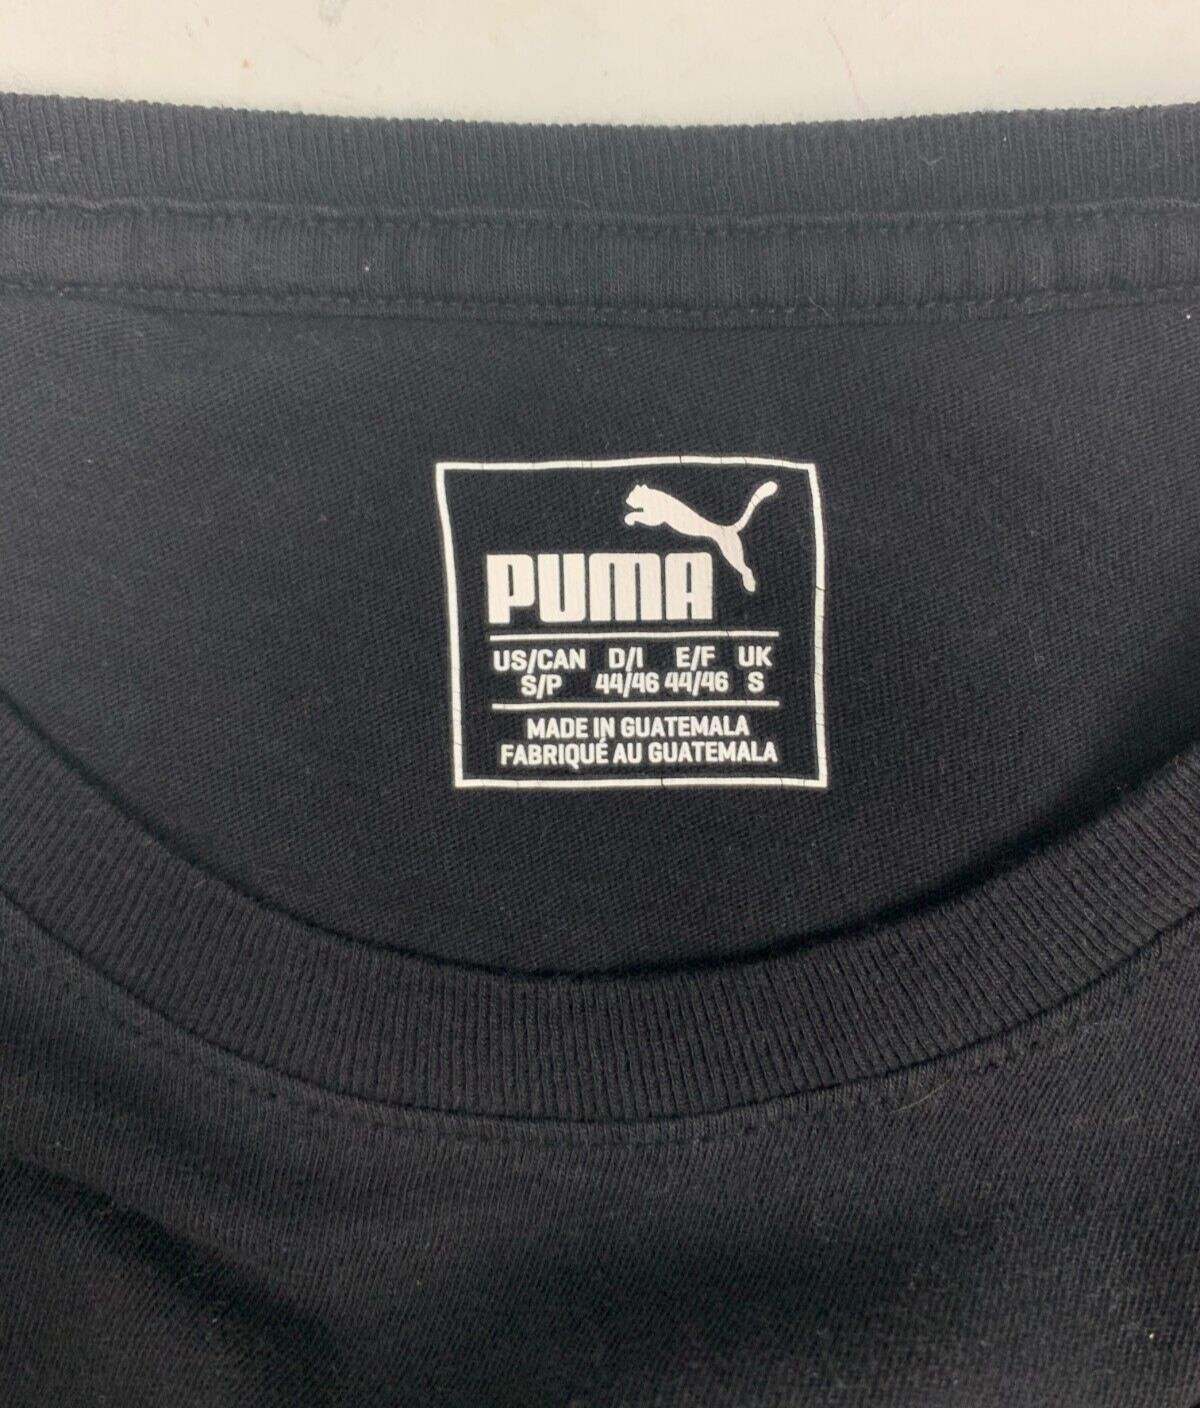 PUMA
US/CAN D/I E/F UK
S/P 44/46 44/46 S
MADE IN GUATEMALA
FABRIQUÉ AU GUATEMALA